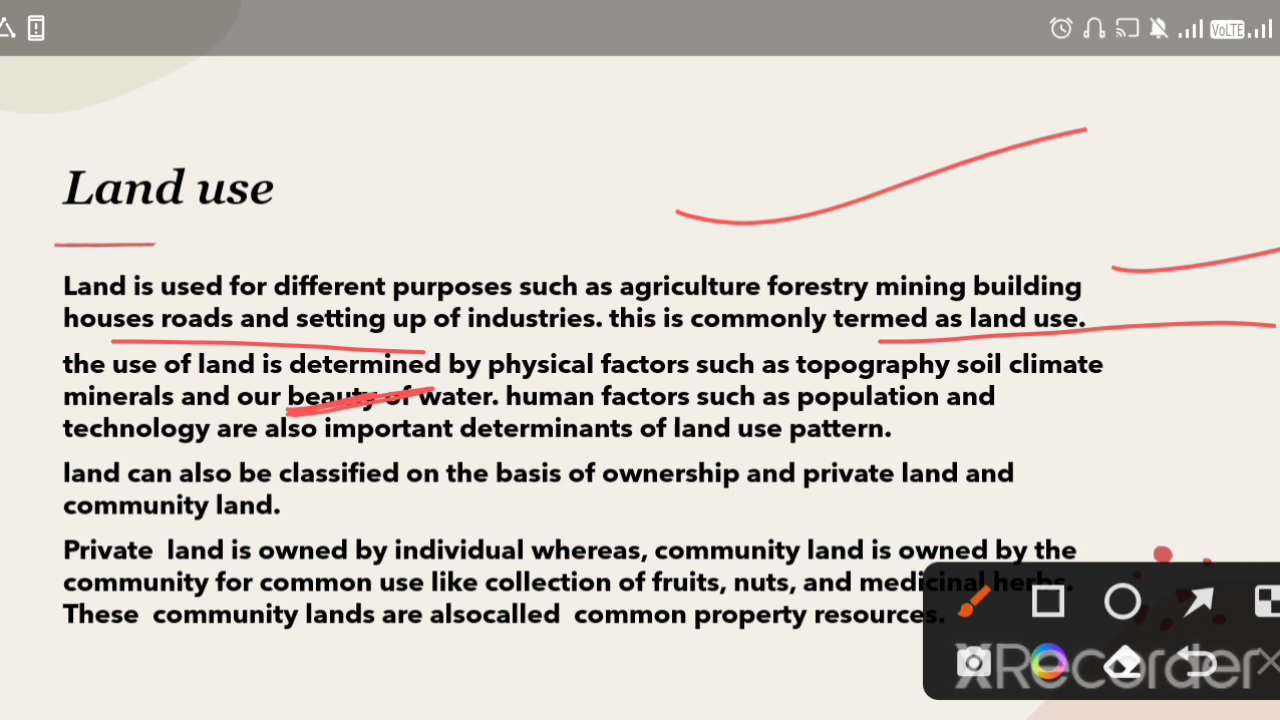 VoLTE
Land use
Land is used for different purposes such as agriculture forestry mining building
houses roads and setting up of industries. this is commonly termed as land use.
the use of land is determined by physical factors such as topography soil climate
minerals and our beauty of water. human factors such as population and
technology are also important determinants of land use pattern.
land can also be classified on the basis of ownership and private land and
community land.
Private  land is owned by individual whereas, community land is owned by the
community for common use like collection of fruits, nuts, and medicinal herbs.
These  community lands are alsocalled  common property resources.
XRecorder